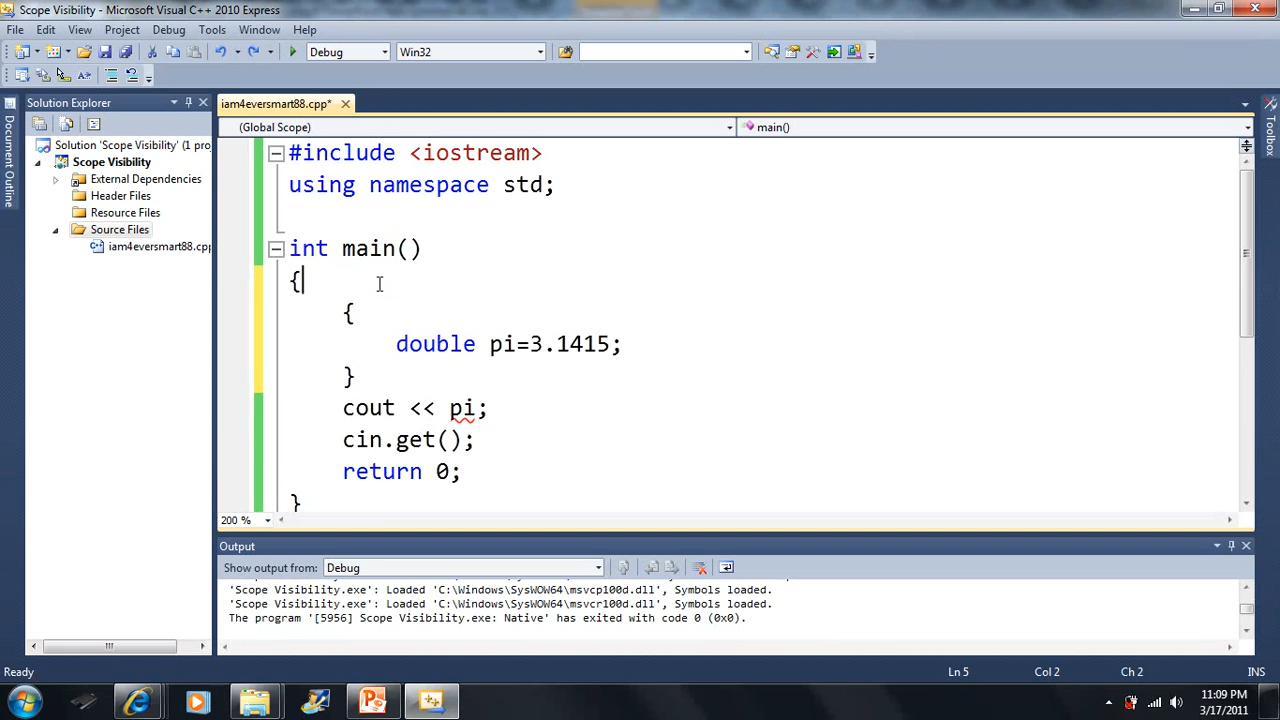 Scope Visibility - Microsoft Visual C++ 2010 Express
File Edit View Project Debug Tools Window Help
Debug Win32
Solution Explorer
iam4eversmart88.cpp*
Document Outline
Toolbox
(Global Scope) main()
Solution 'Scope Visibility' (1 proj
Scope Visibility
External Dependencies
Header Files
Resource Files
Source Files
iam4eversmart88.cpp
#include <iostream>
using namespace std;
int main()
{
{
double pi=3.1415;
}
cout << pi;
cin.get();
return 0;
}
200 %
Output
Show output from: Debug
'Scope Visibility.exe': Loaded 'C:\Windows\SysWOW64\msvcp100d.dll', Symbols loaded.
'Scope Visibility.exe': Loaded 'C:\Windows\SysWOW64\msvcr100d.dll', Symbols loaded.
The program '[5956] Scope Visibility.exe: Native' has exited with code 0 (0x0).
Ready Ln 5 Col 2 Ch 2 INS
11:09 PM
3/17/2011